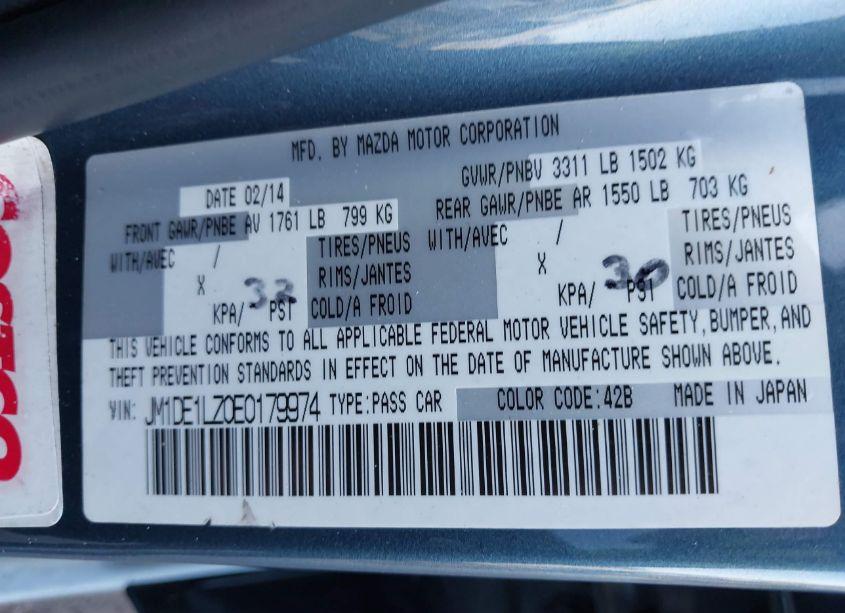 MFD. BY MAZDA MOTOR CORPORATION
DATE 02/14
GVWR/PNBV 3311 LB 1502 KG
FRONT GAWR/PNBE AV 1761 LB 799 KG
REAR GAWR/PNBE AR 1550 LB 703 KG
WITH/AVEC / TIRES/PNEUS WITH/AVEC / TIRES/PNEUS
X RIMS/JANTES X RIMS/JANTES
KPA/ 32 PSI COLD/A FROID KPA/ 30 PSI COLD/A FROID
THIS VEHICLE CONFORMS TO ALL APPLICABLE FEDERAL MOTOR VEHICLE SAFETY, BUMPER, AND
THEFT PREVENTION STANDARDS IN EFFECT ON THE DATE OF MANUFACTURE SHOWN ABOVE.
VIN: JM1DE1LZ0E0179974 TYPE:PASS CAR COLOR CODE:42B MADE IN JAPAN